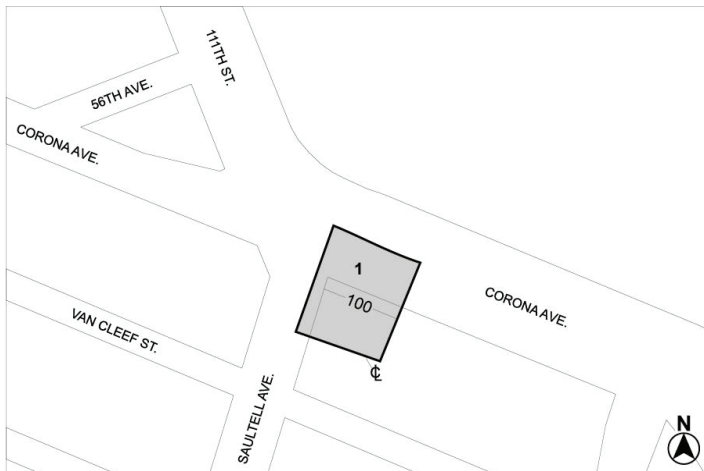 111TH ST.
56TH AVE.
CORONA AVE.
1
100
CORONA AVE.
VAN CLEEF ST.
℄
SAULTELL AVE.
N